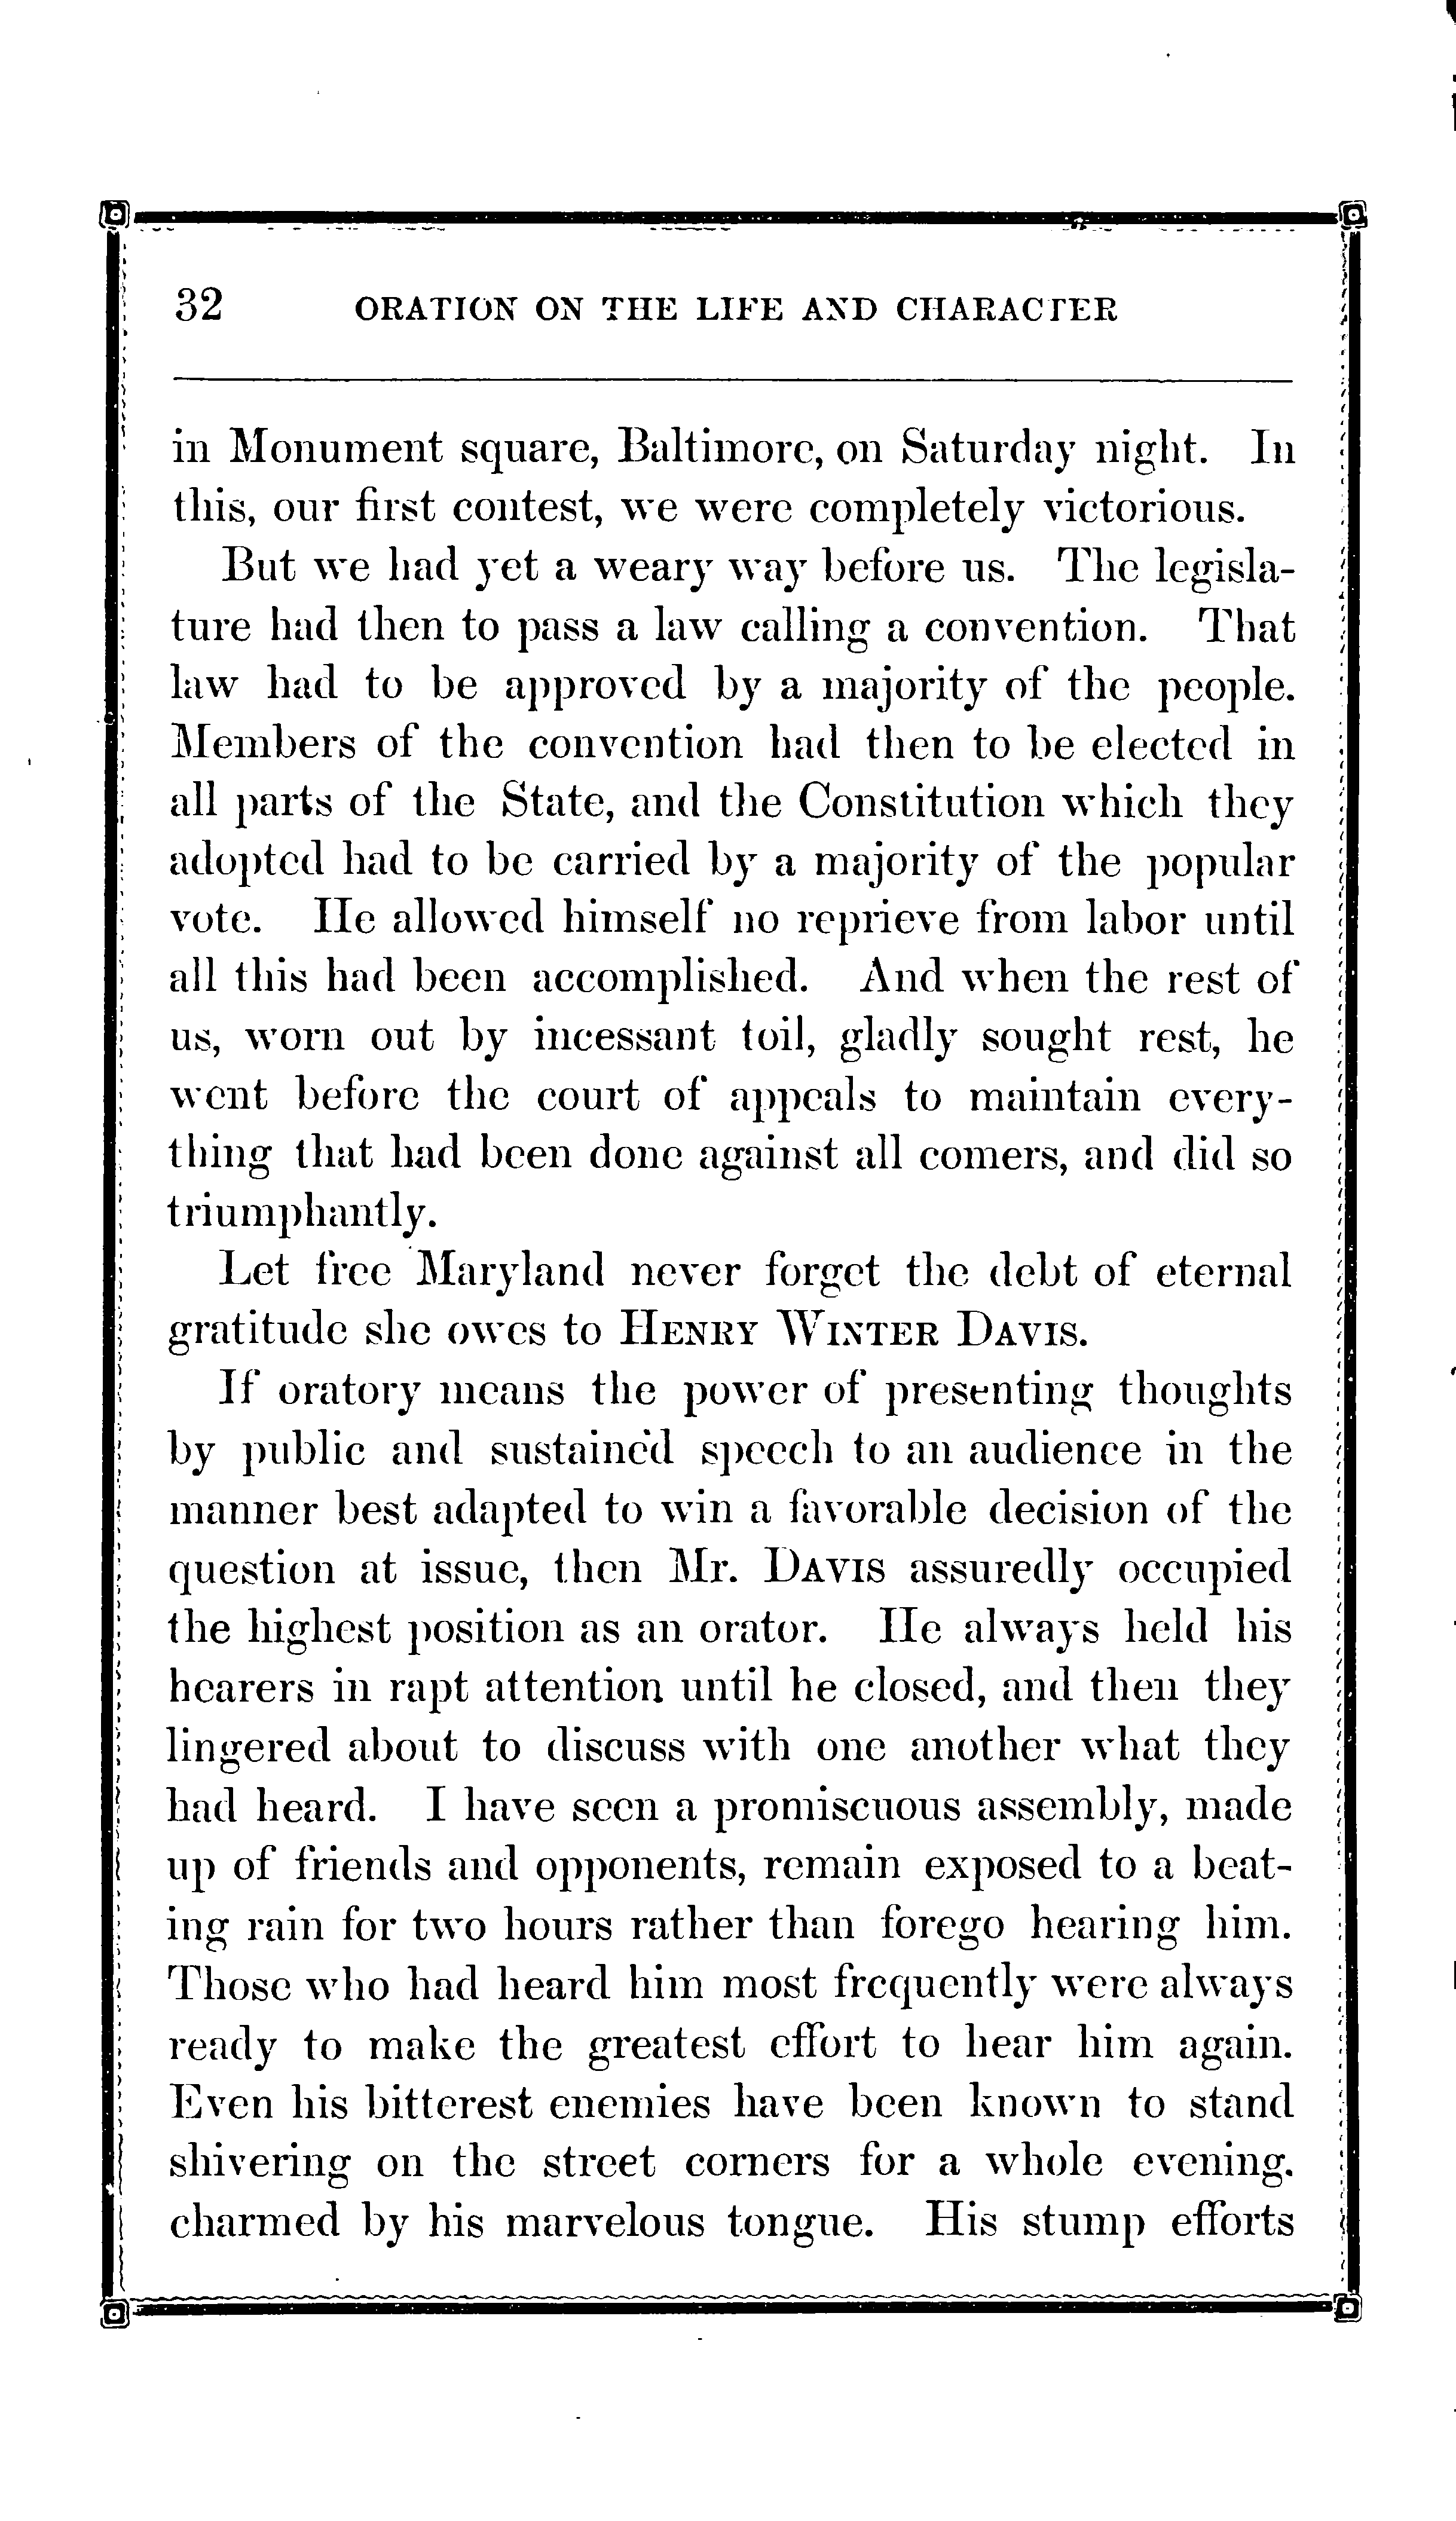 32 ORATION ON THE LIFE AND CHARACTER
in Monument square, Baltimore, on Saturday night. In
this, our first contest, we were completely victorious.
But we had yet a weary way before us. The legisla-
ture had then to pass a law calling a convention. That
law had to be approved by a majority of the people.
Members of the convention had then to be elected in
all parts of the State, and the Constitution which they
adopted had to be carried by a majority of the popular
vote. He allowed himself no reprieve from labor until
all this had been accomplished. And when the rest of
us, worn out by incessant toil, gladly sought rest, he
went before the court of appeals to maintain every-
thing that had been done against all comers, and did so
triumphantly.
Let free Maryland never forget the debt of eternal
gratitude she owes to HENRY WINTER DAVIS.
If oratory means the power of presenting thoughts
by public and sustained speech to an audience in the
manner best adapted to win a favorable decision of the
question at issue, then Mr. DAVIS assuredly occupied
the highest position as an orator. He always held his
hearers in rapt attention until he closed, and then they
lingered about to discuss with one another what they
had heard. I have seen a promiscuous assembly, made
up of friends and opponents, remain exposed to a beat-
ing rain for two hours rather than forego hearing him.
Those who had heard him most frequently were always
ready to make the greatest effort to hear him again.
Even his bitterest enemies have been known to stand
shivering on the street corners for a whole evening.
charmed by his marvelous tongue. His stump efforts